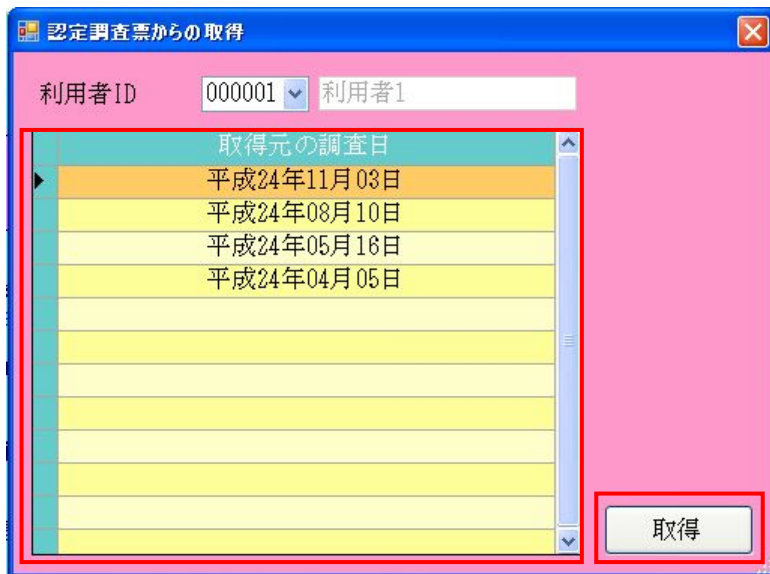 認定調査票からの取得
利用者ID 000001 利用者1
取得元の調査日
平成24年11月03日
平成24年08月10日
平成24年05月16日
平成24年04月05日
取得